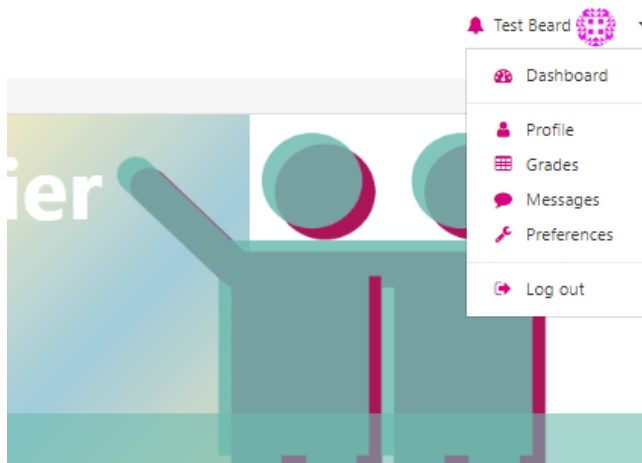 Test Beard
Dashboard
Profile
ier
Grades
Messages
Preferences
Log out